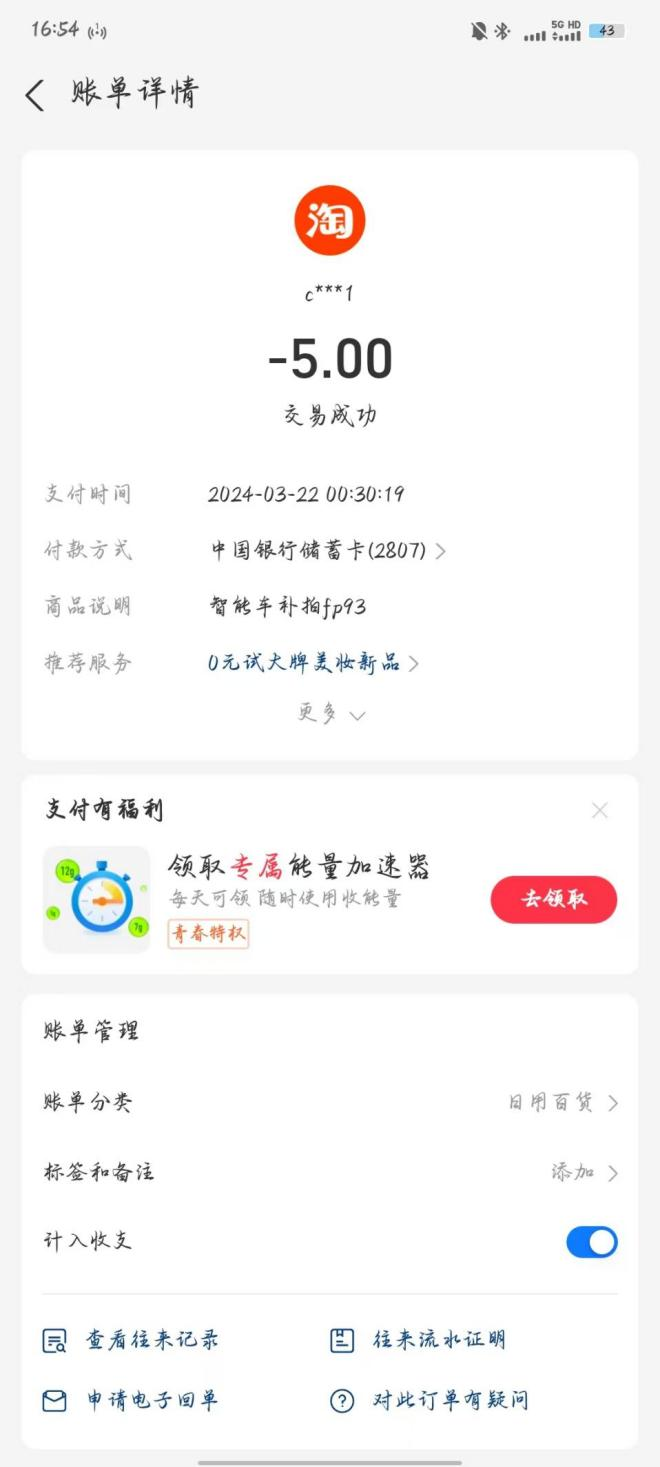 16:54
5G HD
43
账单详情
淘
c***1
-5.00
交易成功
支付时间 2024-03-22 00:30:19
付款方式 中国银行储蓄卡(2807)
商品说明 智能车补拍fp93
推荐服务 0元试大牌美妆新品
更多
支付有福利
12g
7g
领取专属能量加速器
每天可领 随时使用收能量
去领取
青春特权
账单管理
账单分类 日用百货
标签和备注 添加
计入收支
查看往来记录 往来流水证明
申请电子回单 对此订单有疑问